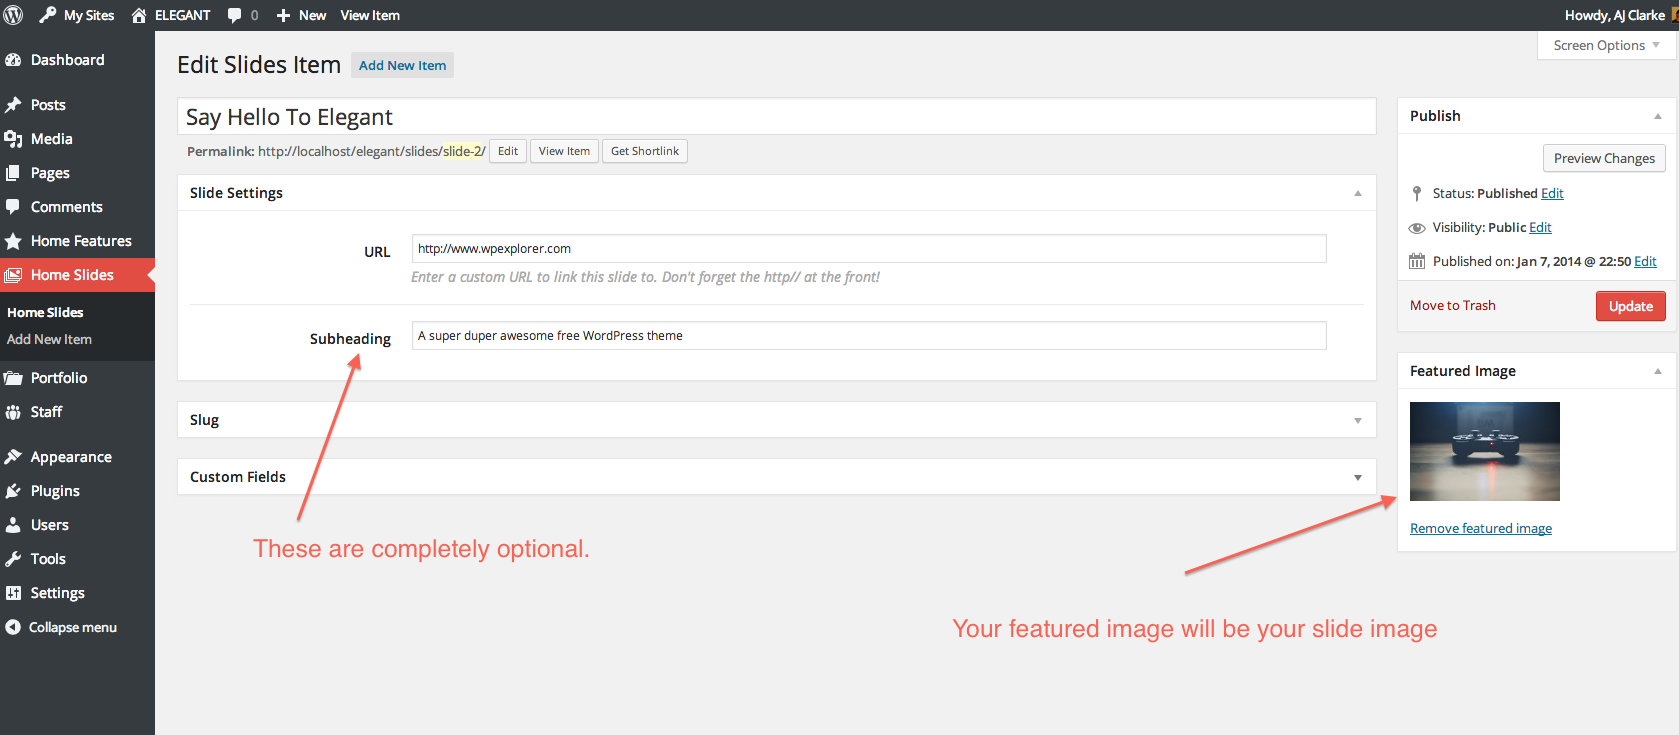 My Sites ELEGANT 0 New View Item Howdy, AJ Clarke
Screen Options
Dashboard
Posts
Media
Pages
Comments
Home Features
Home Slides
Home Slides
Add New Item
Portfolio
Staff
Appearance
Plugins
Users
Tools
Settings
Collapse menu
Edit Slides Item Add New Item
Say Hello To Elegant
Permalink: http://localhost/elegant/slides/slide-2/ Edit View Item Get Shortlink
Slide Settings
URL http://www.wpexplorer.com
Enter a custom URL to link this slide to. Don't forget the http// at the front!
Subheading A super duper awesome free WordPress theme
Slug
Custom Fields
These are completely optional.
Publish
Preview Changes
Status: Published Edit
Visibility: Public Edit
Published on: Jan 7, 2014 @ 22:50 Edit
Move to Trash Update
Featured Image
Remove featured image
Your featured image will be your slide image